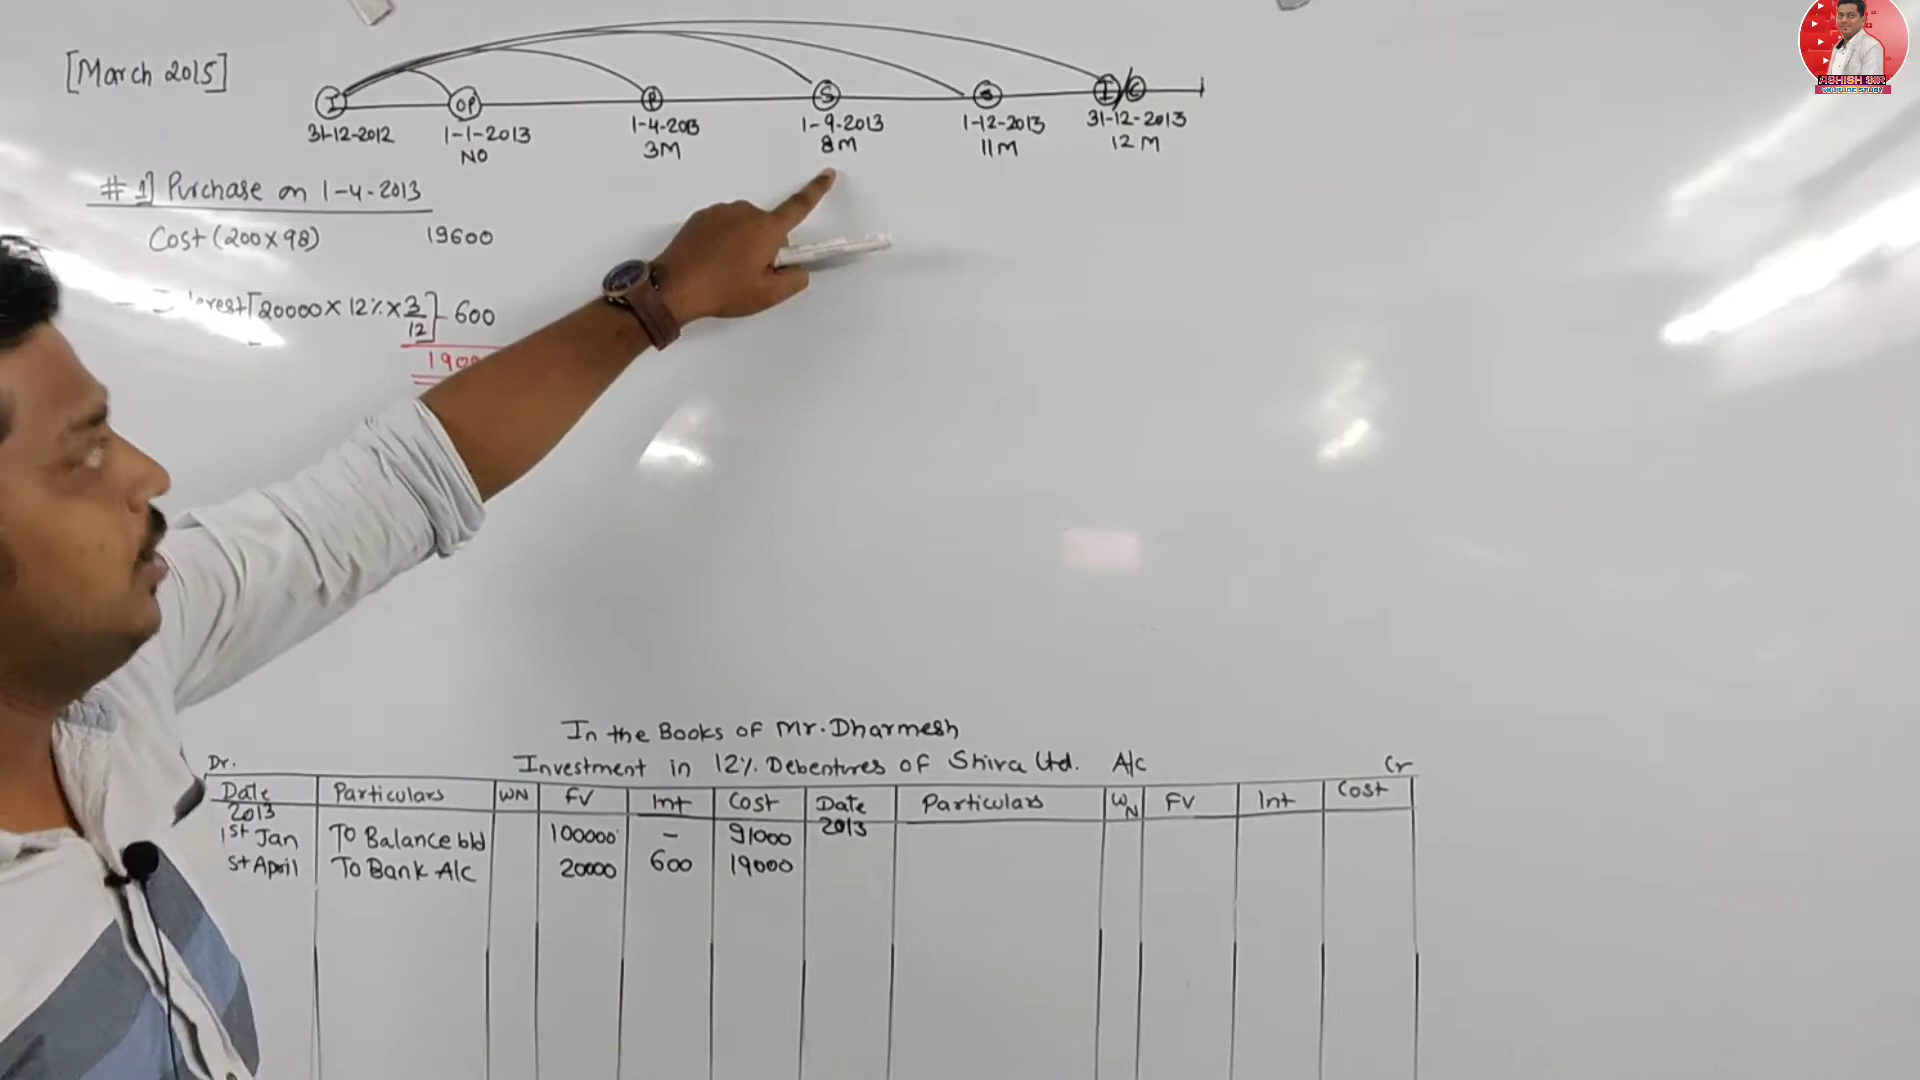 [March 2015]
I OP P S S I C
31-12-2012 1-1-2013 1-4-2013 1-9-2013 1-12-2013 31-12-2013
NO 3M 8M 11M 12M
# 1] Purchase on 1-4-2013
Cost (200 x 98) 19600
[20000 x 12% x 3/12] - 600
In the Books of Mr. Dharmesh
Dr. Investment in 12% Debentures of Shiva Ltd. A/c Cr
Date Particulars WN FV Int Cost Date Particulars WN FV Int Cost
2013 2013
1st Jan To Balance b/d 100000 - 91000
st April To Bank A/c 20000 600 19000
ASHISH SIR